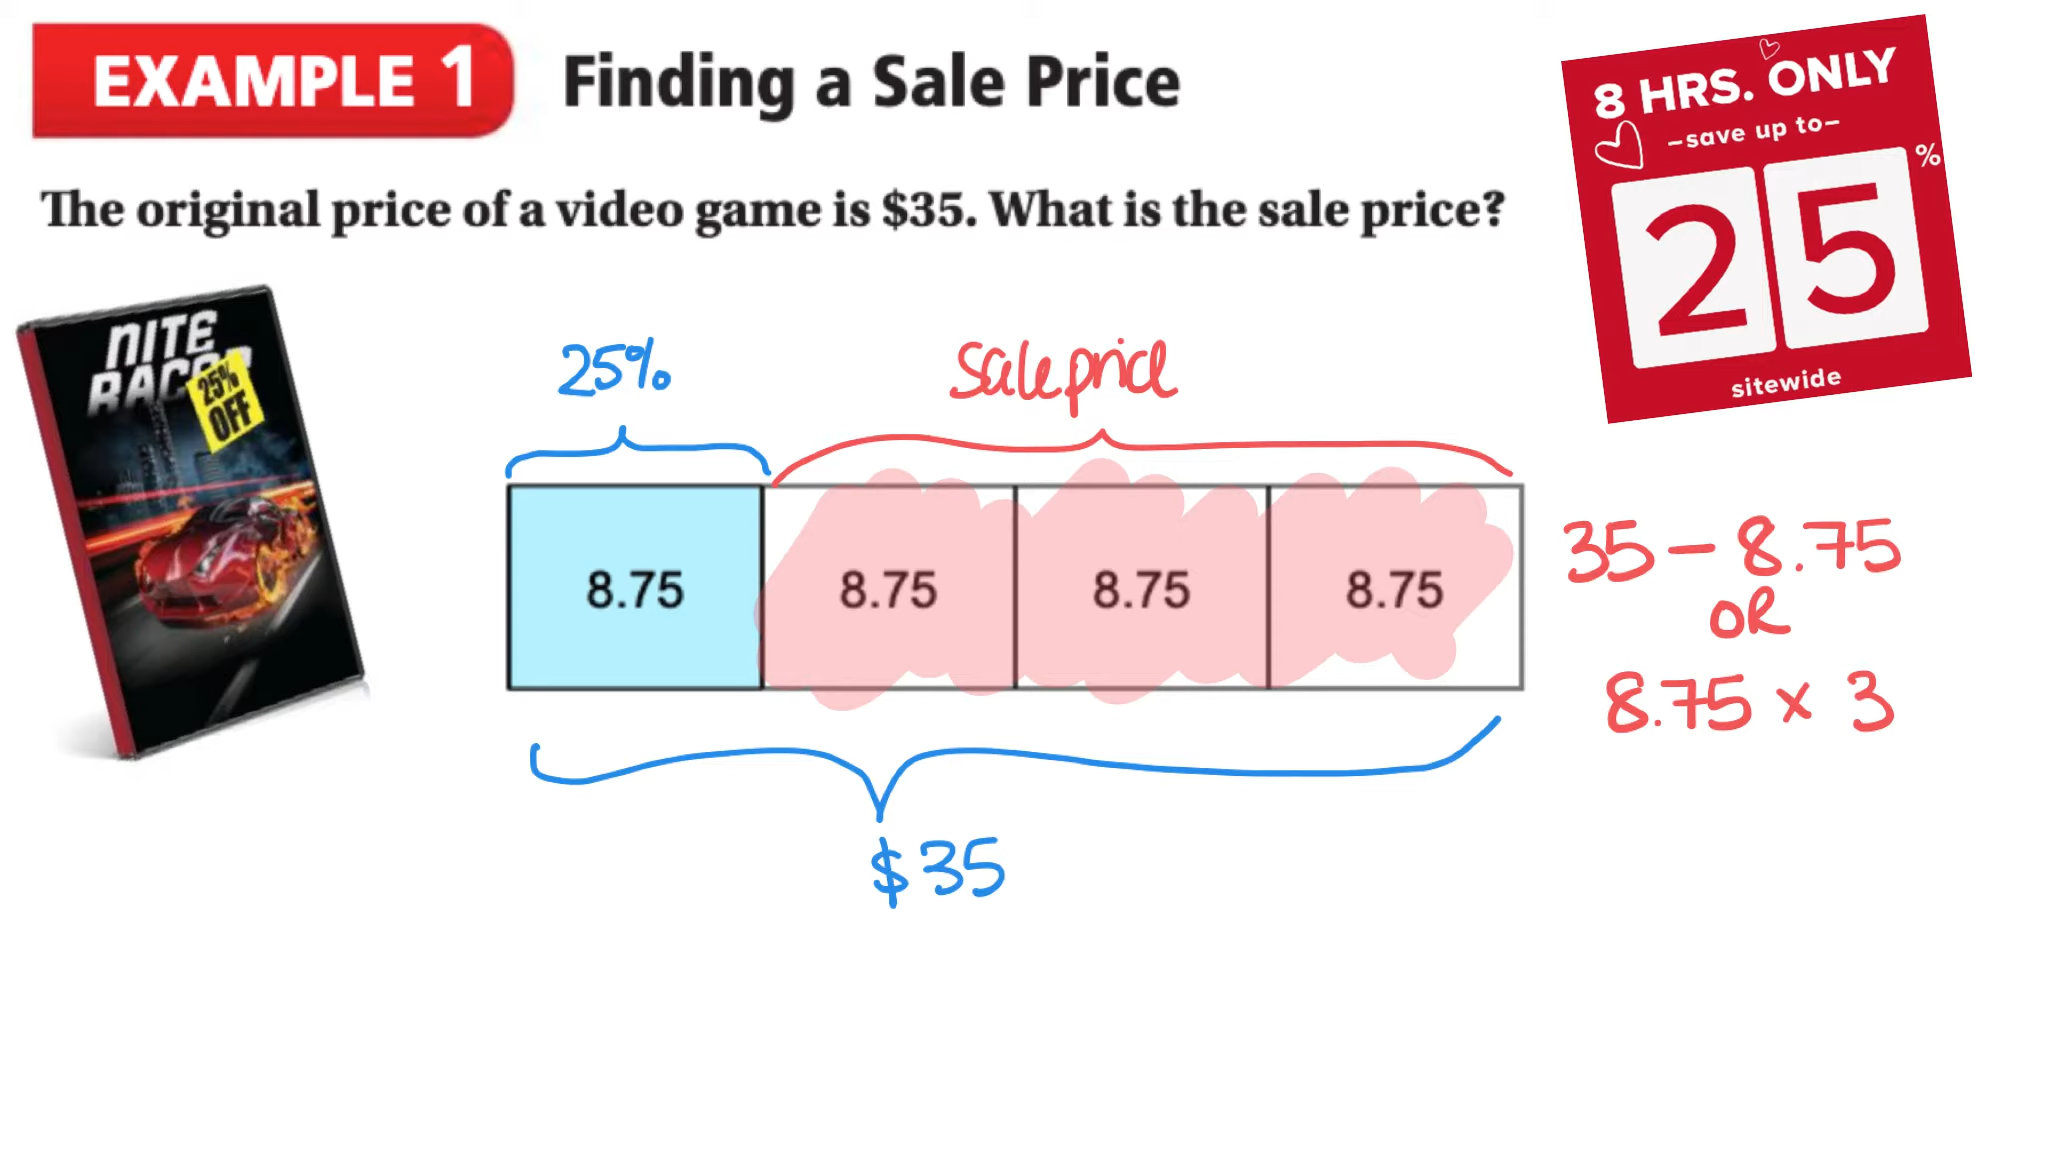 EXAMPLE 1 Finding a Sale Price
The original price of a video game is $35. What is the sale price?
8 HRS. ONLY
–save up to–
25%
sitewide
NITE
RACER
25%
OFF
25%
Sale price
8.75 8.75 8.75 8.75
$35
35 – 8.75
OR
8.75 × 3